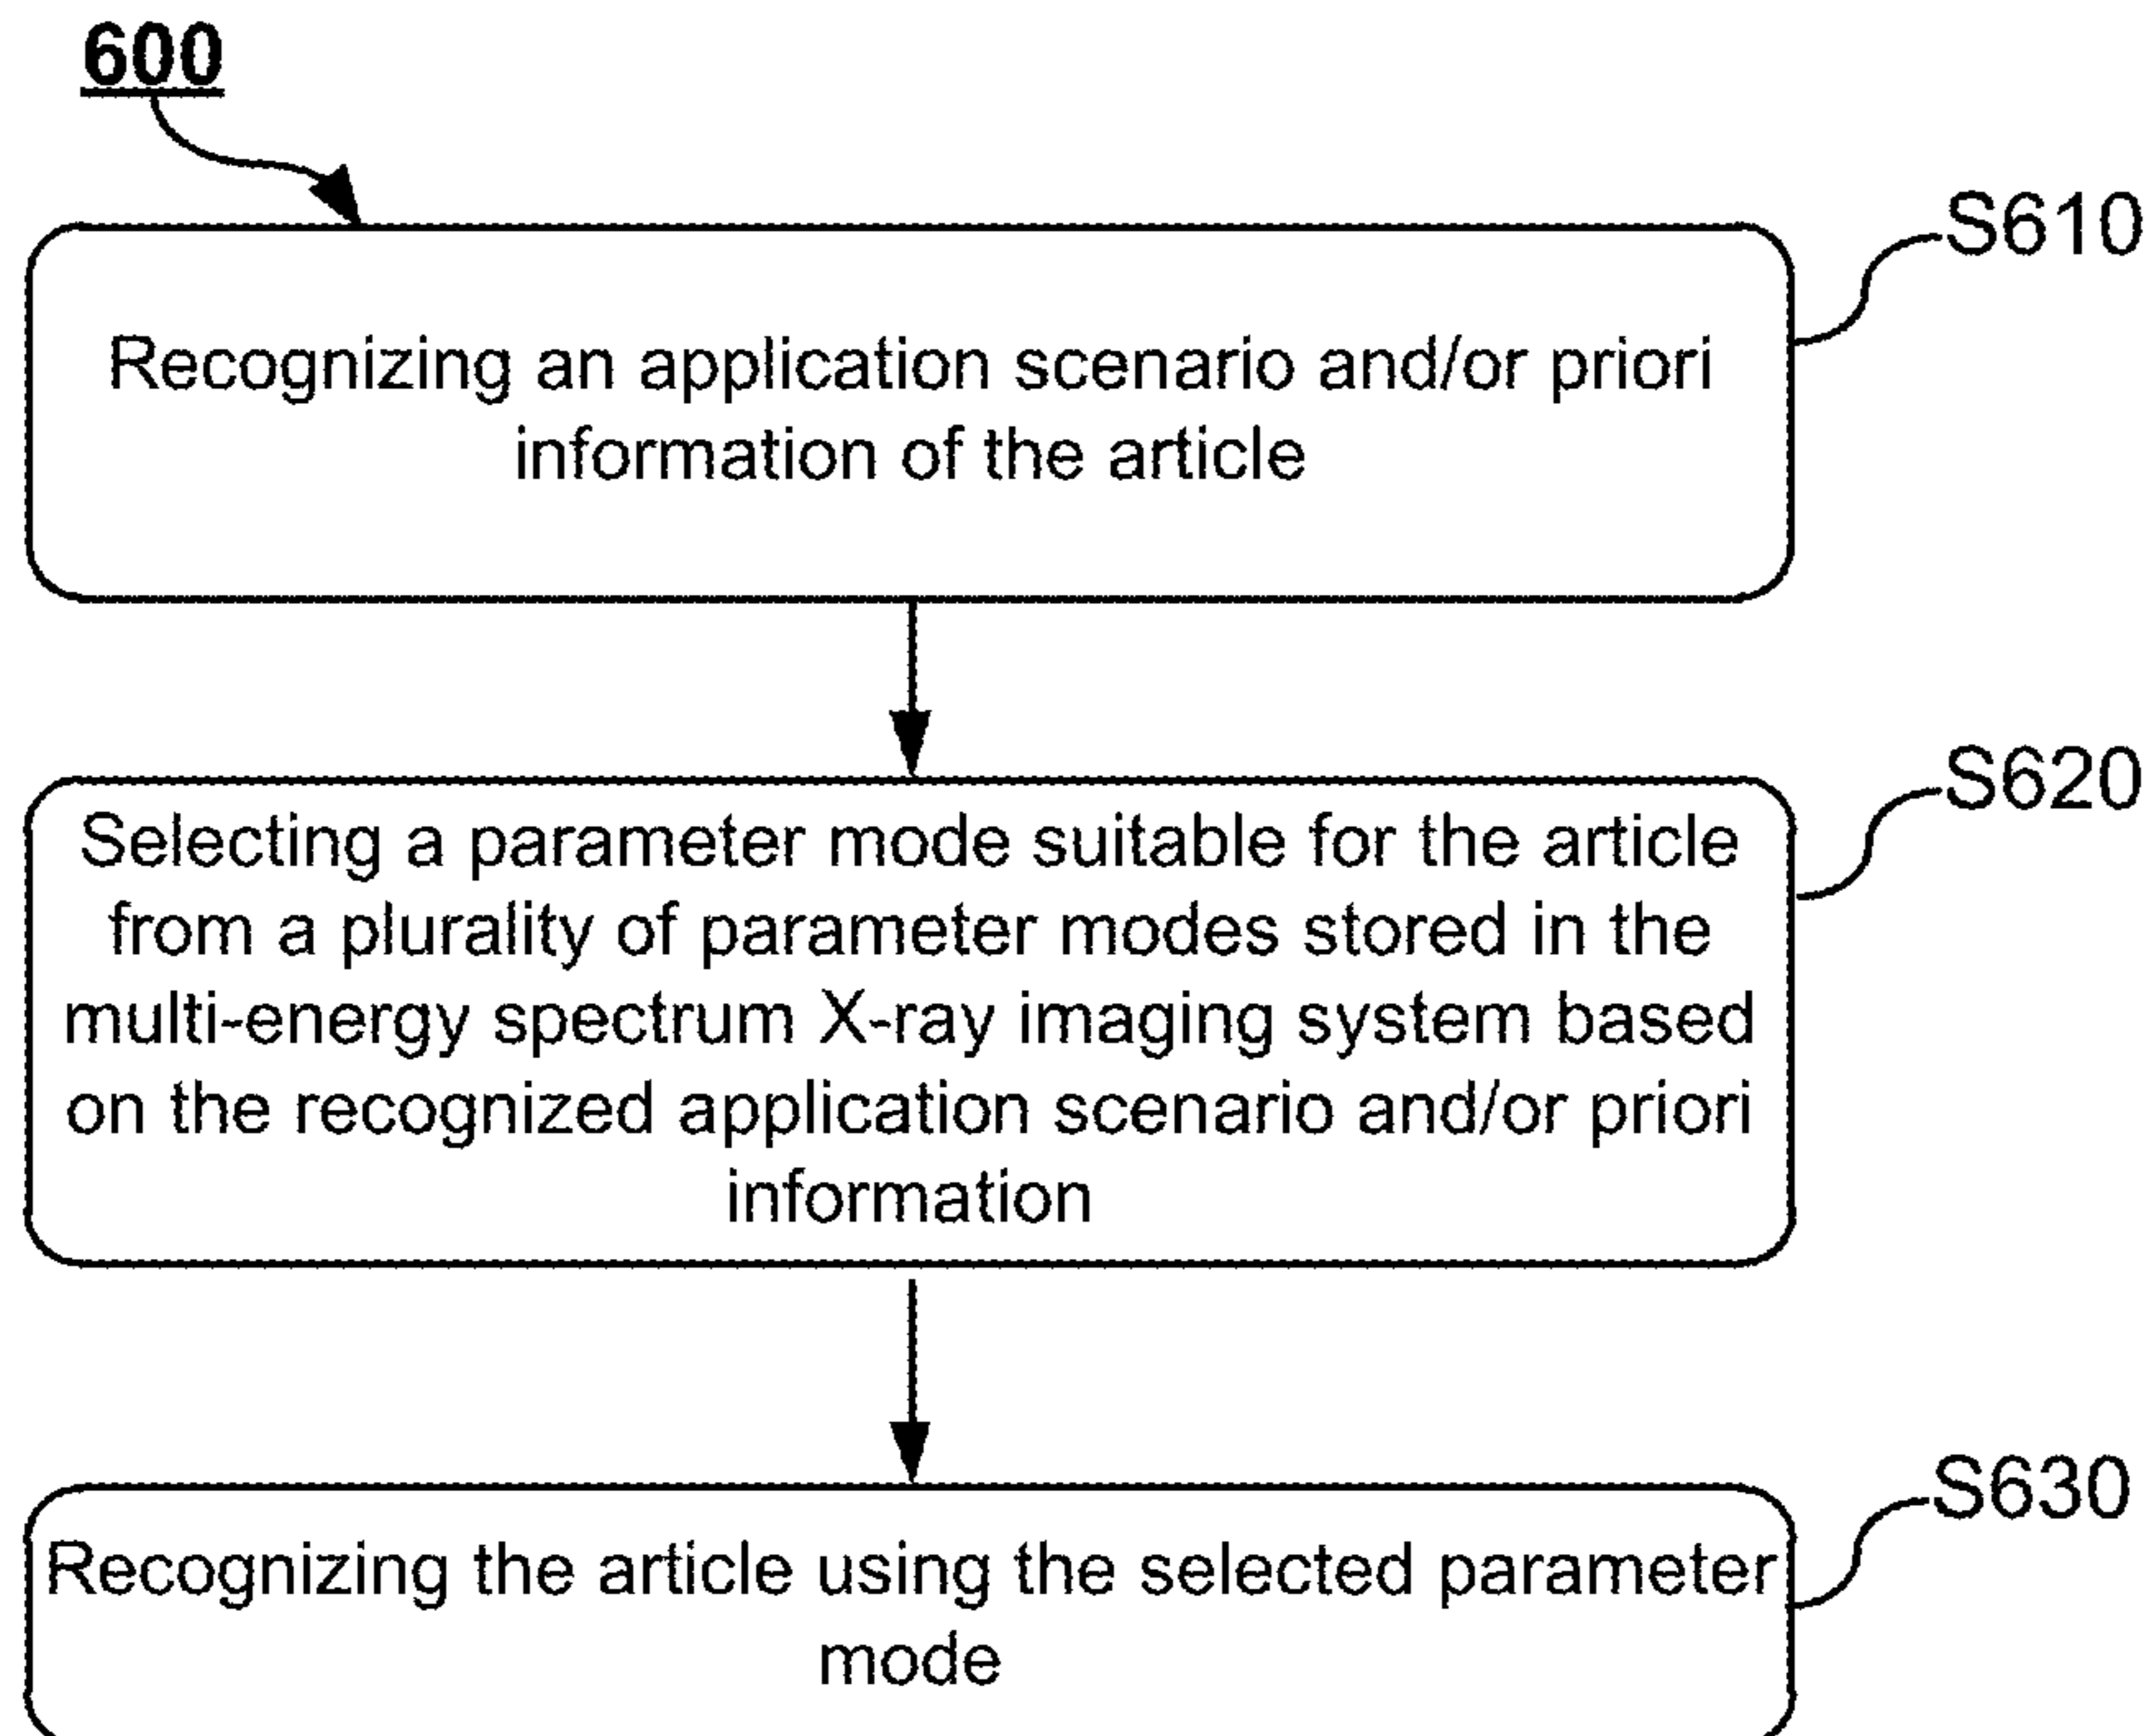 600
S610
Recognizing an application scenario and/or priori
information of the article
S620
Selecting a parameter mode suitable for the article
from a plurality of parameter modes stored in the
multi-energy spectrum X-ray imaging system based
on the recognized application scenario and/or priori
information
S630
Recognizing the article using the selected parameter
mode